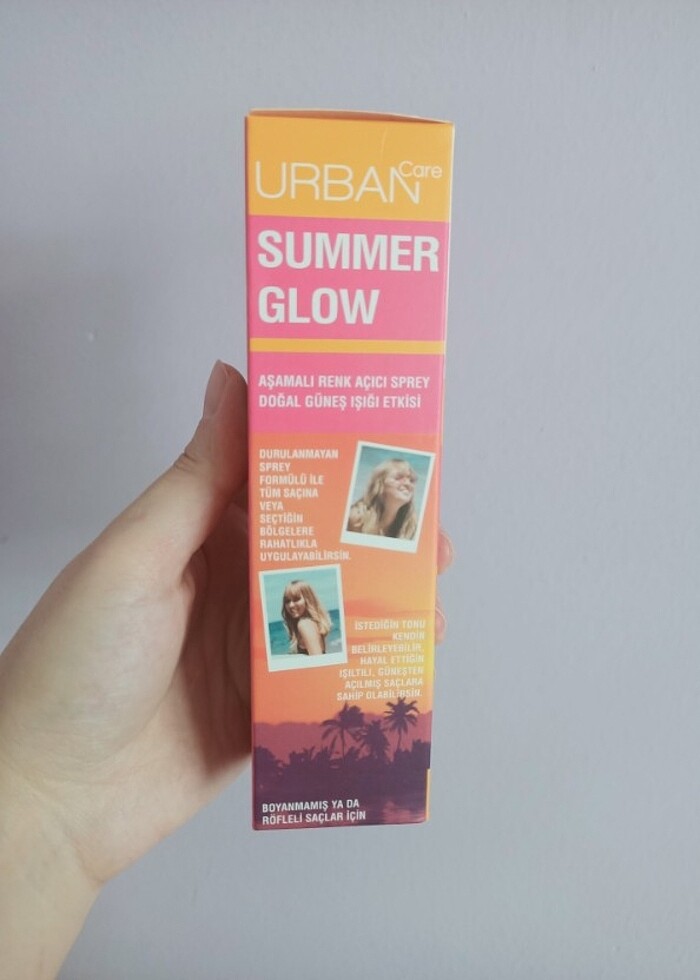 URBAN Care
SUMMER
GLOW
AŞAMALI RENK AÇICI SPREY
DOĞAL GÜNEŞ IŞIĞI ETKİSİ
DURULANMAYAN
SPREY
FORMÜLÜ İLE
TÜM SAÇINA
VEYA
SEÇTİĞİN
BÖLGELERE
RAHATLIKLA
UYGULAYABİLİRSİN.
İSTEDİĞİN TONU
KENDİN
BELİRLEYEBİLİR,
HAYAL ETTİĞİN
IŞILTILI, GÜNEŞTEN
AÇILMIŞ SAÇLARA
SAHİP OLABİLİRSİN.
BOYANMAMIŞ YA DA
RÖFLELİ SAÇLAR İÇİN